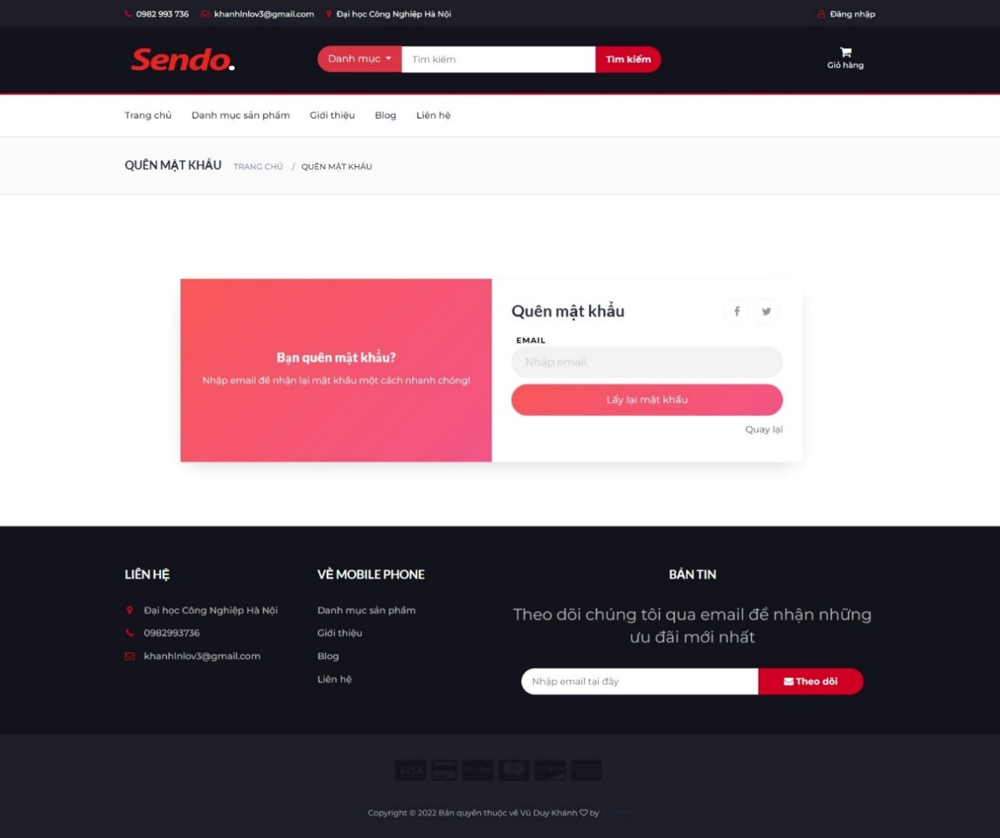 0982 993 736 khanhlnlov3@gmail.com Đại học Công Nghiệp Hà Nội Đăng nhập
Sendo. Danh mục Tìm kiếm Tìm kiếm
Giỏ hàng
Trang chủ Danh mục sản phẩm Giới thiệu Blog Liên hệ
QUÊN MẬT KHẨU TRANG CHỦ / QUÊN MẬT KHẨU
Quên mật khẩu
EMAIL
Bạn quên mật khẩu?
Nhập email
Nhập email để nhận lại mật khẩu một cách nhanh chóng!
Lấy lại mật khẩu
Quay lại
LIÊN HỆ
Đại học Công Nghiệp Hà Nội
0982993736
khanhlnlov3@gmail.com
VỀ MOBILE PHONE
Danh mục sản phẩm
Giới thiệu
Blog
Liên hệ
BẢN TIN
Theo dõi chúng tôi qua email để nhận những
ưu đãi mới nhất
Nhập email tại đây Theo dõi
VISA PayPal
Copyright © 2022 Bản quyền thuộc về Vũ Duy Khánh by